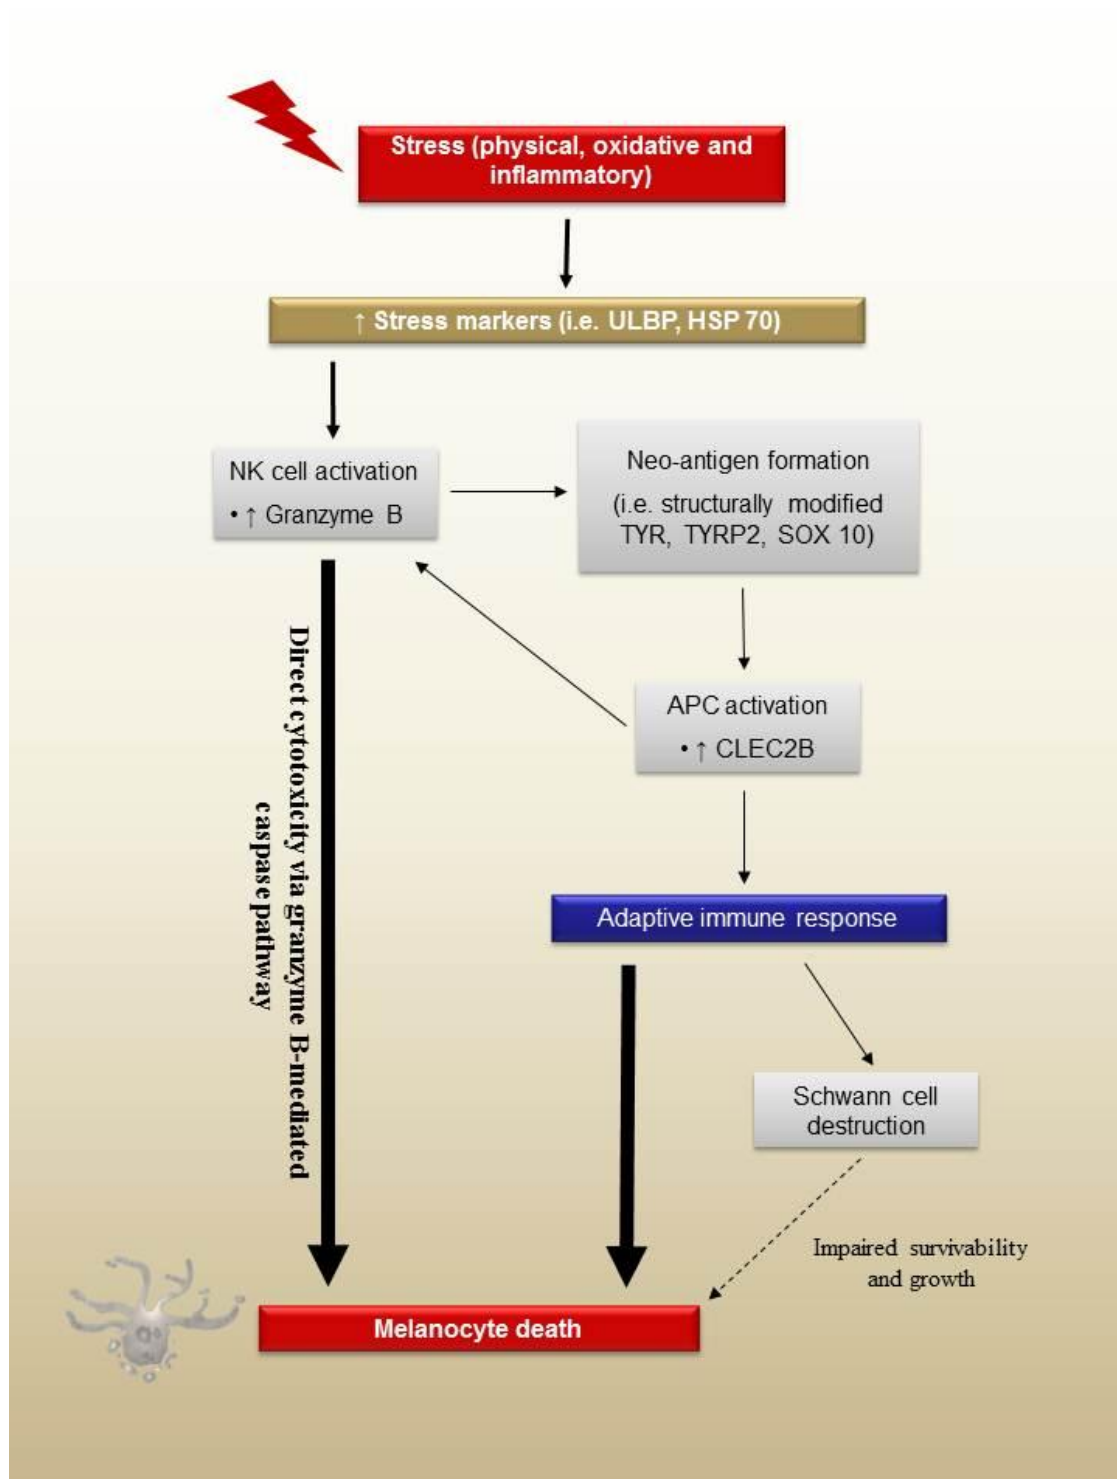 Stress (physical, oxidative and
inflammatory)
↑ Stress markers (i.e. ULBP, HSP 70)
NK cell activation
• ↑ Granzyme B
Neo-antigen formation
(i.e. structurally modified
TYR, TYRP2, SOX 10)
APC activation
• ↑ CLEC2B
Direct cytotoxicity via granzyme B-mediated
caspase pathway
Adaptive immune response
Schwann cell
destruction
Impaired survivability
and growth
Melanocyte death